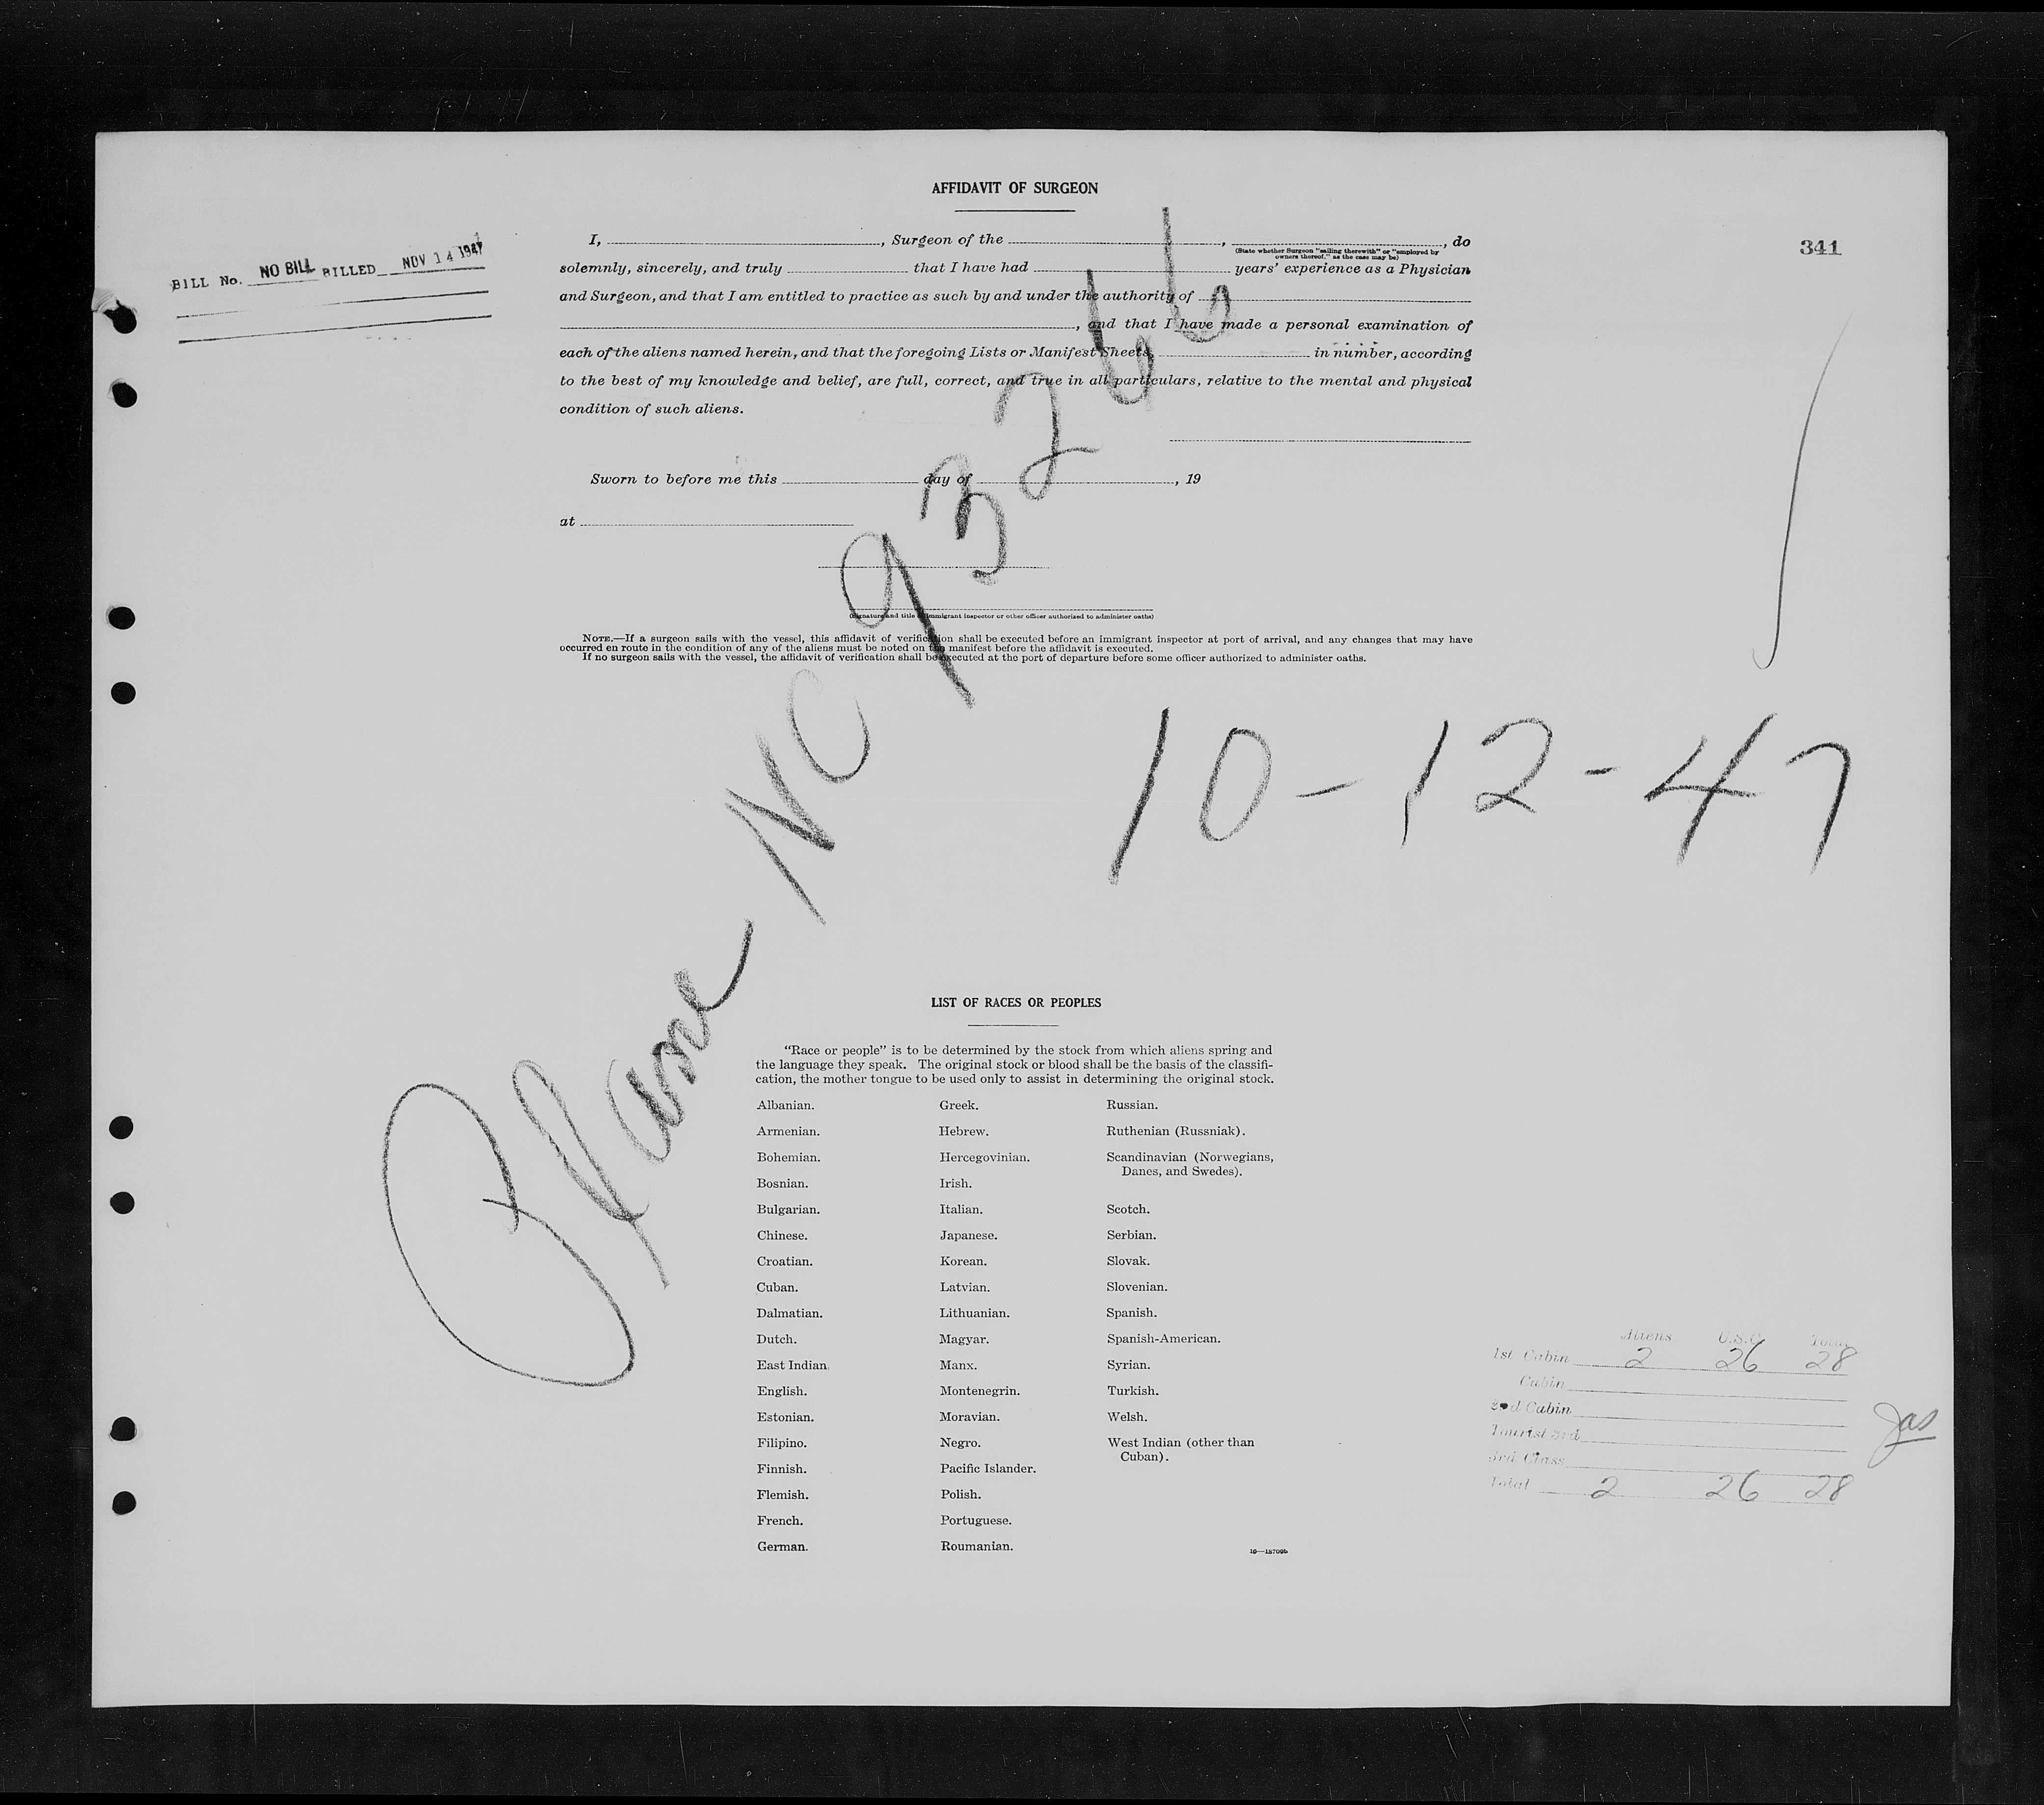 AFFIDAVIT OF SURGEON
341
BILL No. NO BILL BILLED NOV 14 1947
I, , Surgeon of the , , do
(State whether Surgeon "sailing therewith" or "employed by
owners thereof," as the case may be)
solemnly, sincerely, and truly that I have had years' experience as a Physician
and Surgeon, and that I am entitled to practice as such by and under the authority of
, and that I have made a personal examination of
each of the aliens named herein, and that the foregoing Lists or Manifest Sheets, in number, according
to the best of my knowledge and belief, are full, correct, and true in all particulars, relative to the mental and physical
condition of such aliens.
Sworn to before me this day of , 19
at
(Signature and title of immigrant inspector or other officer authorized to administer oaths)
NOTE.—If a surgeon sails with the vessel, this affidavit of verification shall be executed before an immigrant inspector at port of arrival, and any changes that may have
occurred en route in the condition of any of the aliens must be noted on the manifest before the affidavit is executed.
If no surgeon sails with the vessel, the affidavit of verification shall be executed at the port of departure before some officer authorized to administer oaths.
Plane NC 93266
10-12-47
LIST OF RACES OR PEOPLES
"Race or people" is to be determined by the stock from which aliens spring and
the language they speak. The original stock or blood shall be the basis of the classifi-
cation, the mother tongue to be used only to assist in determining the original stock.
Albanian.
Armenian.
Bohemian.
Bosnian.
Bulgarian.
Chinese.
Croatian.
Cuban.
Dalmatian.
Dutch.
East Indian.
English.
Estonian.
Filipino.
Finnish.
Flemish.
French.
German.
Greek.
Hebrew.
Hercegovinian.
Irish.
Italian.
Japanese.
Korean.
Latvian.
Lithuanian.
Magyar.
Manx.
Montenegrin.
Moravian.
Negro.
Pacific Islander.
Polish.
Portuguese.
Roumanian.
Russian.
Ruthenian (Russniak).
Scandinavian (Norwegians,
Danes, and Swedes).
Scotch.
Serbian.
Slovak.
Slovenian.
Spanish.
Spanish-American.
Syrian.
Turkish.
Welsh.
West Indian (other than
Cuban).
Aliens U.S.C. Total
1st Cabin 2 26 28
Cabin
2nd Cabin
Tourist 3rd
3rd Class
Total 2 26 28